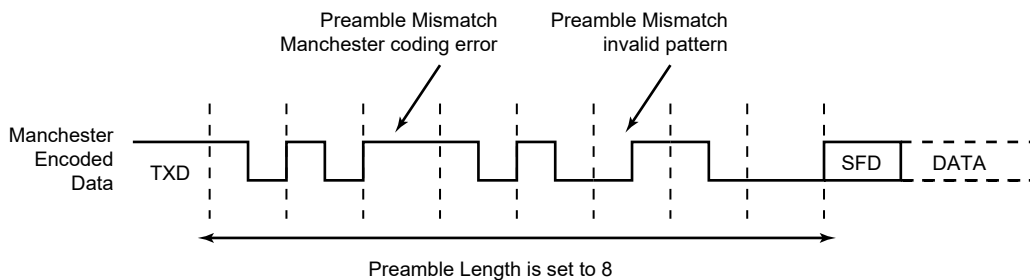 Preamble Mismatch
Manchester coding error
Preamble Mismatch
invalid pattern
Manchester
Encoded
Data
TXD
SFD
DATA
Preamble Length is set to 8